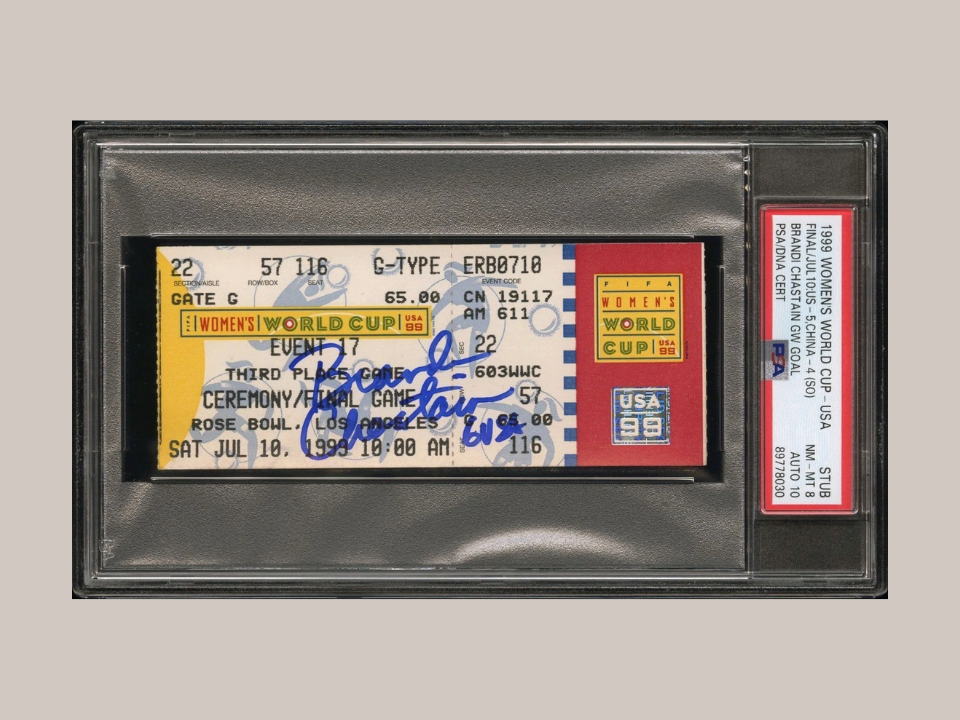 22 57 116 G-TYPE ERB0710
SECTION/AISLE ROW/BOX SEAT EVENT CODE
GATE G 65.00 CN 19117
AM 611
FIFA WOMEN'S WORLD CUP USA 99
EVENT 17 22
THIRD PLACE GAME 603WWC
CEREMONY/FINAL GAME 57
ROSE BOWL, LOS ANGELES 65.00
SAT JUL 10, 1999 10:00 AM 116
Brandi
Chastain
FIFA
WOMEN'S
WORLD
CUP USA 99
USA
99
1999 WOMEN'S WORLD CUP - USA STUB
FINAL/JUL10/US - 5,CHINA - 4 (SO) NM - MT 8
BRANDI CHASTAIN GW GOAL AUTO 10
PSA/DNA CERT 89778030
PSA